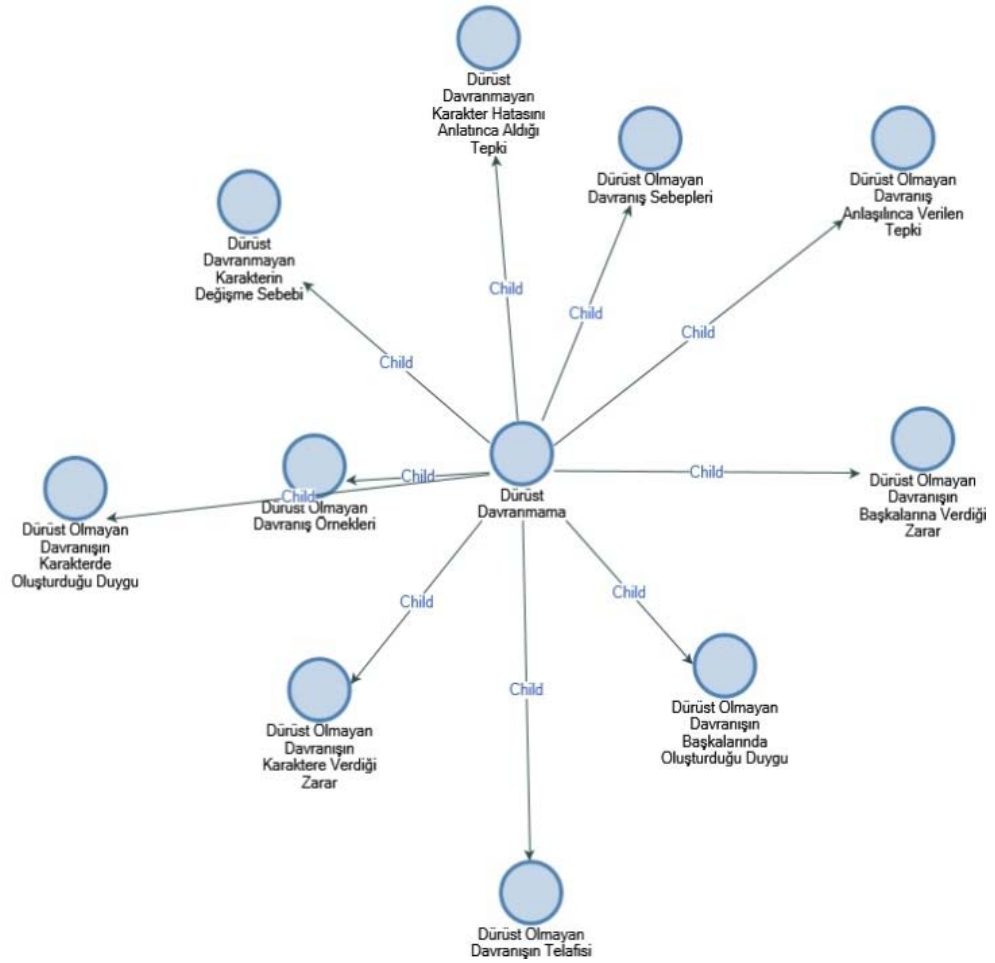 Dürüst
Davranmayan
Karakter Hatasını
Anlatınca Aldığı
Tepki
Dürüst Olmayan
Davranış Sebepleri
Dürüst Olmayan
Davranış
Anlaşılınca Verilen
Tepki
Dürüst
Davranmayan
Karakterin
Değişme Sebebi
Child
Child
Child
Child
Dürüst
Davranmama
Child
Child
Child
Dürüst Olmayan
Davranış Örnekleri
Dürüst Olmayan
Davranışın
Karakterde
Oluşturduğu Duygu
Dürüst Olmayan
Davranışın
Başkalarına Verdiği
Zarar
Child
Child
Child
Dürüst Olmayan
Davranışın
Karaktere Verdiği
Zarar
Dürüst Olmayan
Davranışın
Başkalarında
Oluşturduğu Duygu
Dürüst Olmayan
Davranışın Telafisi